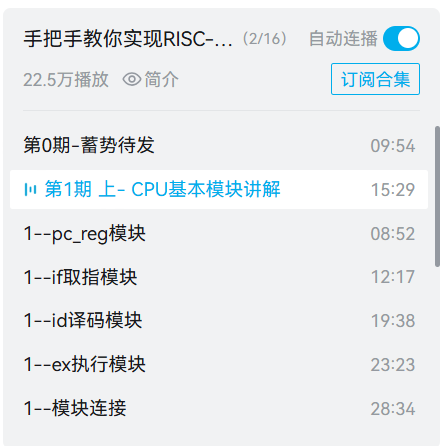 手把手教你实现RISC-...（2/16） 自动连播
22.5万播放 简介 订阅合集
第0期-蓄势待发 09:54
第1期 上- CPU基本模块讲解 15:29
1--pc_reg模块 08:52
1--if取指模块 12:17
1--id译码模块 19:38
1--ex执行模块 23:23
1--模块连接 28:34